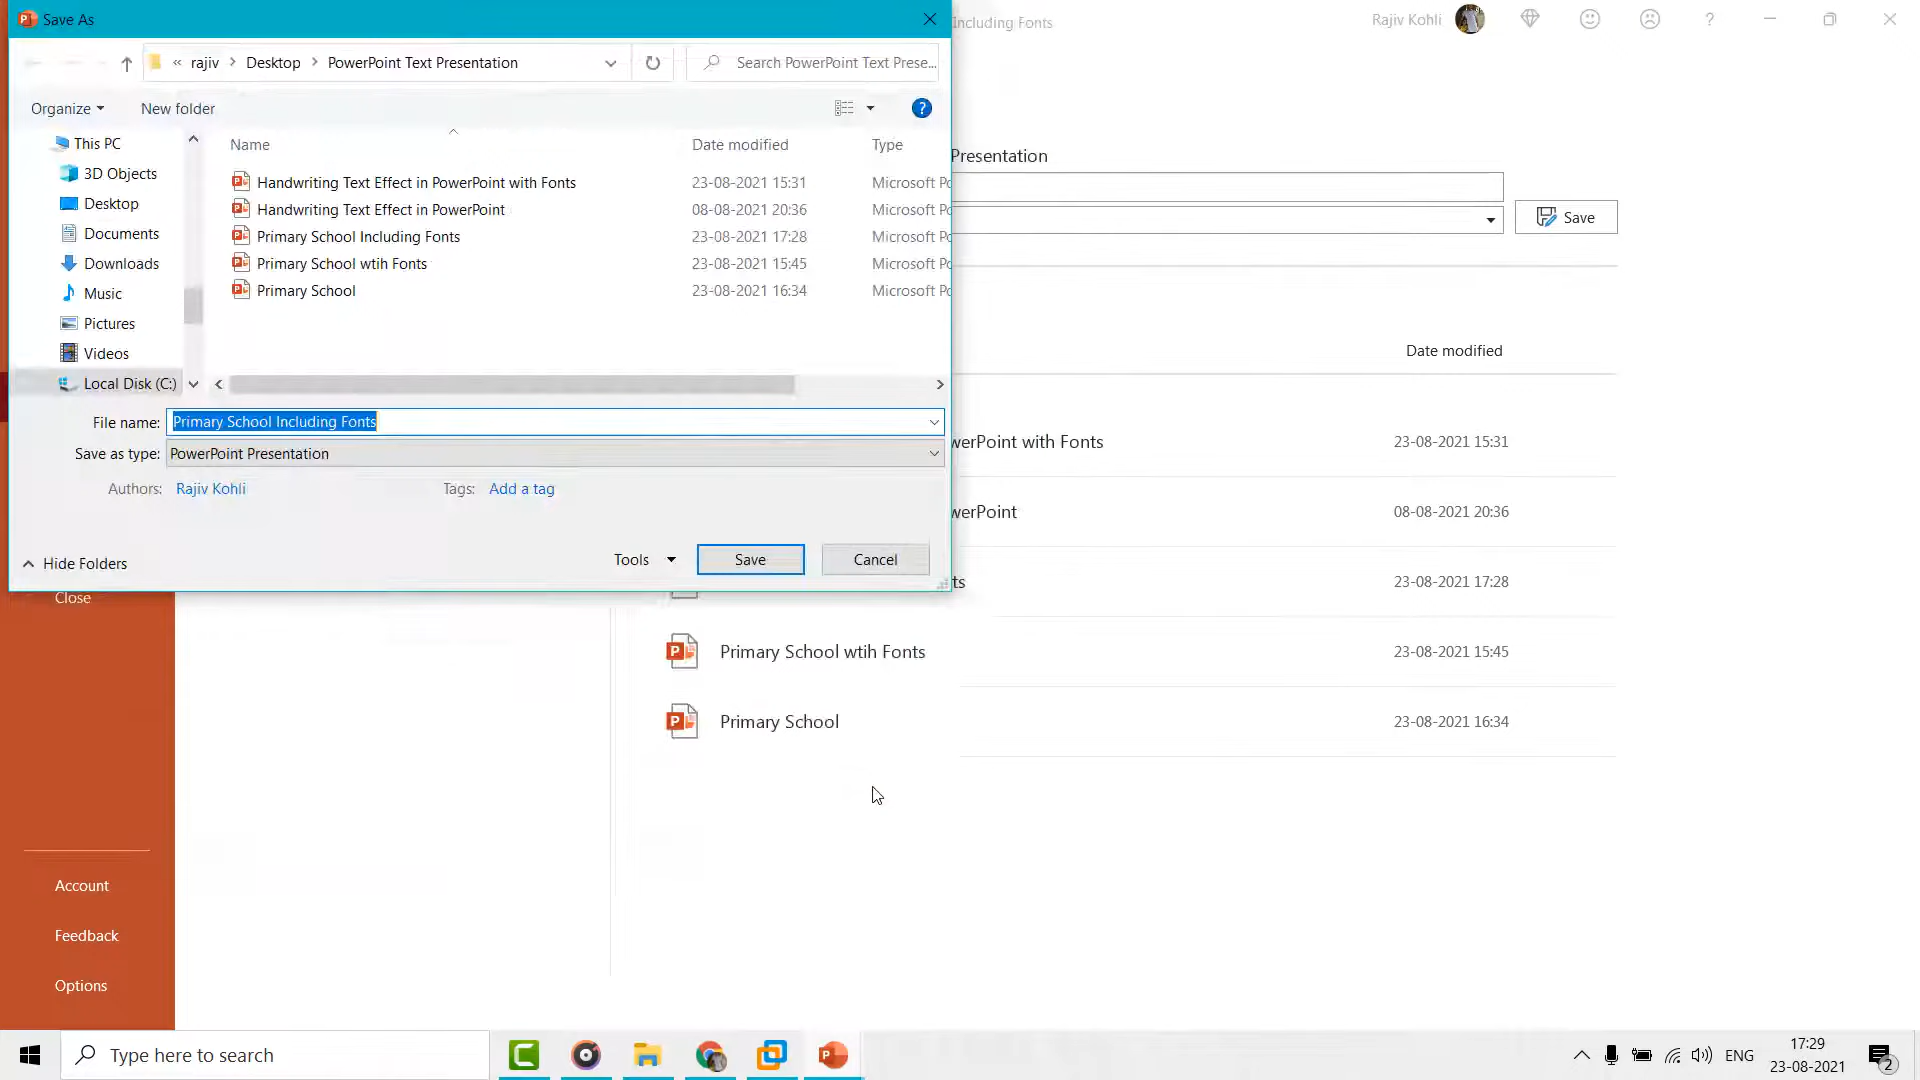 Save As
Including Fonts
Rajiv Kohli
?
« rajiv > Desktop > PowerPoint Text Presentation
Search PowerPoint Text Prese...
Organize
New folder
?
This PC
3D Objects
Desktop
Documents
Downloads
Music
Pictures
Videos
Local Disk (C:)
Name Date modified Type
Handwriting Text Effect in PowerPoint with Fonts 23-08-2021 15:31 Microsoft Po
Handwriting Text Effect in PowerPoint 08-08-2021 20:36 Microsoft Po
Primary School Including Fonts 23-08-2021 17:28 Microsoft Po
Primary School wtih Fonts 23-08-2021 15:45 Microsoft Po
Primary School 23-08-2021 16:34 Microsoft Po
File name: Primary School Including Fonts
Save as type: PowerPoint Presentation
Authors: Rajiv Kohli Tags: Add a tag
Hide Folders
Tools
Save
Cancel
Presentation
Save
Date modified
werPoint with Fonts 23-08-2021 15:31
werPoint 08-08-2021 20:36
ts 23-08-2021 17:28
Primary School wtih Fonts 23-08-2021 15:45
Primary School 23-08-2021 16:34
Close
Account
Feedback
Options
Type here to search
ENG
17:29
23-08-2021
2